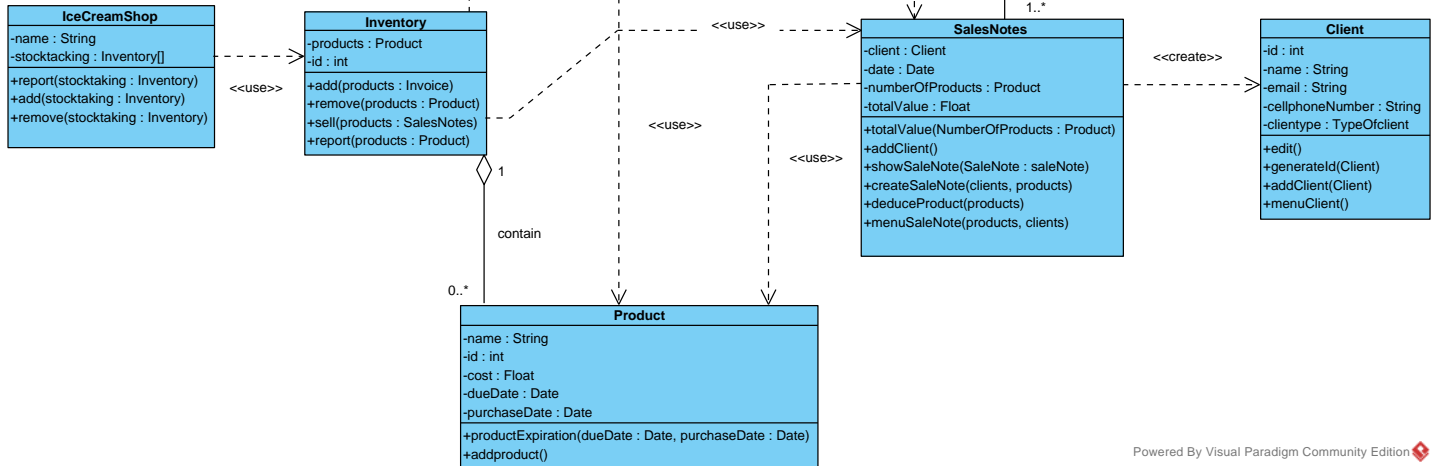 IceCreamShop
-name : String
-stocktacking : Inventory[]
+report(stocktaking : Inventory)
+add(stocktaking : Inventory)
+remove(stocktaking : Inventory)
<<use>>
Inventory
-products : Product
-id : int
+add(products : Invoice)
+remove(products : Product)
+sell(products : SalesNotes)
+report(products : Product)
1
contain
0..*
<<use>>
<<use>>
<<use>>
1..*
SalesNotes
-client : Client
-date : Date
-numberOfProducts : Product
-totalValue : Float
+totalValue(NumberOfProducts : Product)
+addClient()
+showSaleNote(SaleNote : saleNote)
+createSaleNote(clients, products)
+deduceProduct(products)
+menuSaleNote(products, clients)
<<create>>
Client
-id : int
-name : String
-email : String
-cellphoneNumber : String
-clientype : TypeOfclient
+edit()
+generateId(Client)
+addClient(Client)
+menuClient()
Product
-name : String
-id : int
-cost : Float
-dueDate : Date
-purchaseDate : Date
+productExpiration(dueDate : Date, purchaseDate : Date)
+addproduct()
Powered By Visual Paradigm Community Edition